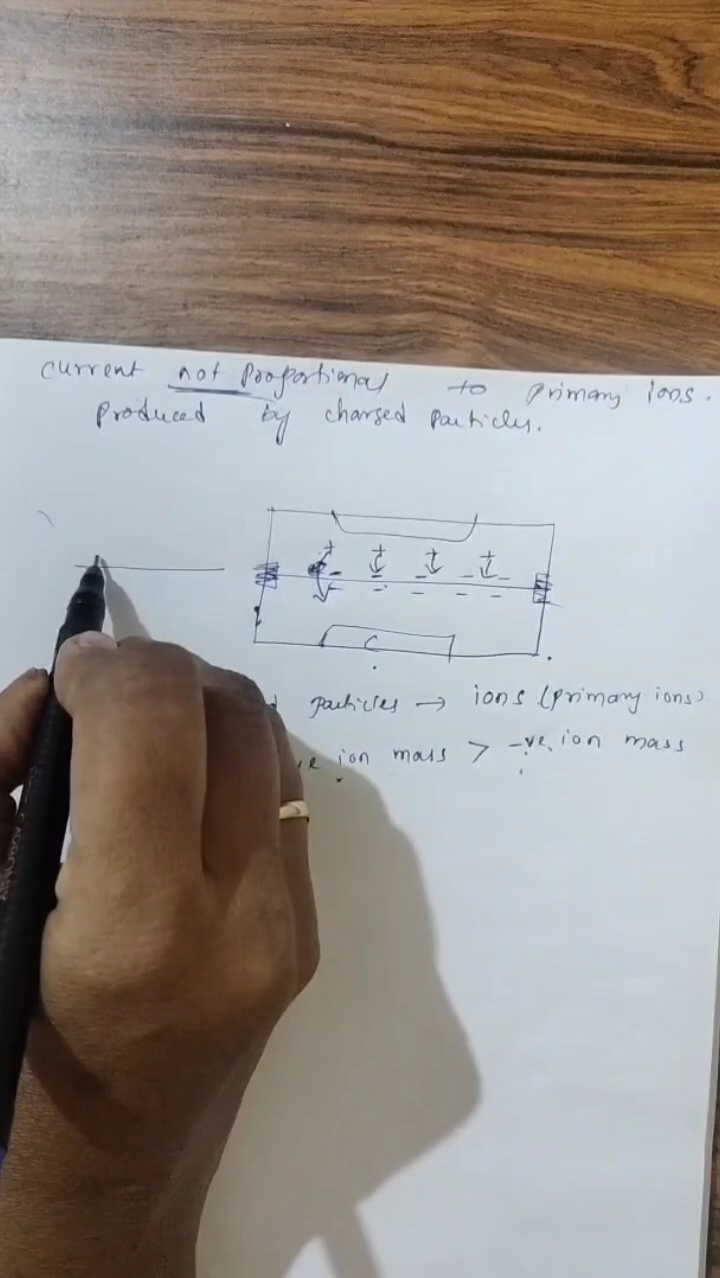 current not proportional to primary ions.
produced by charged particles.
+ + + +
C
particles → ions (primary ions)
ion mass > -ve ion mass